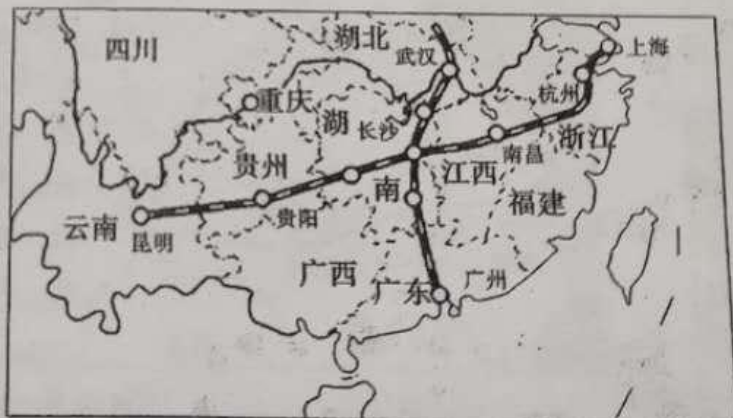 四川
湖北
武汉
上海
重庆
杭州
湖
长沙
南昌
浙江
贵州
江西
南
福建
云南
昆明
贵阳
广西
广东
广州